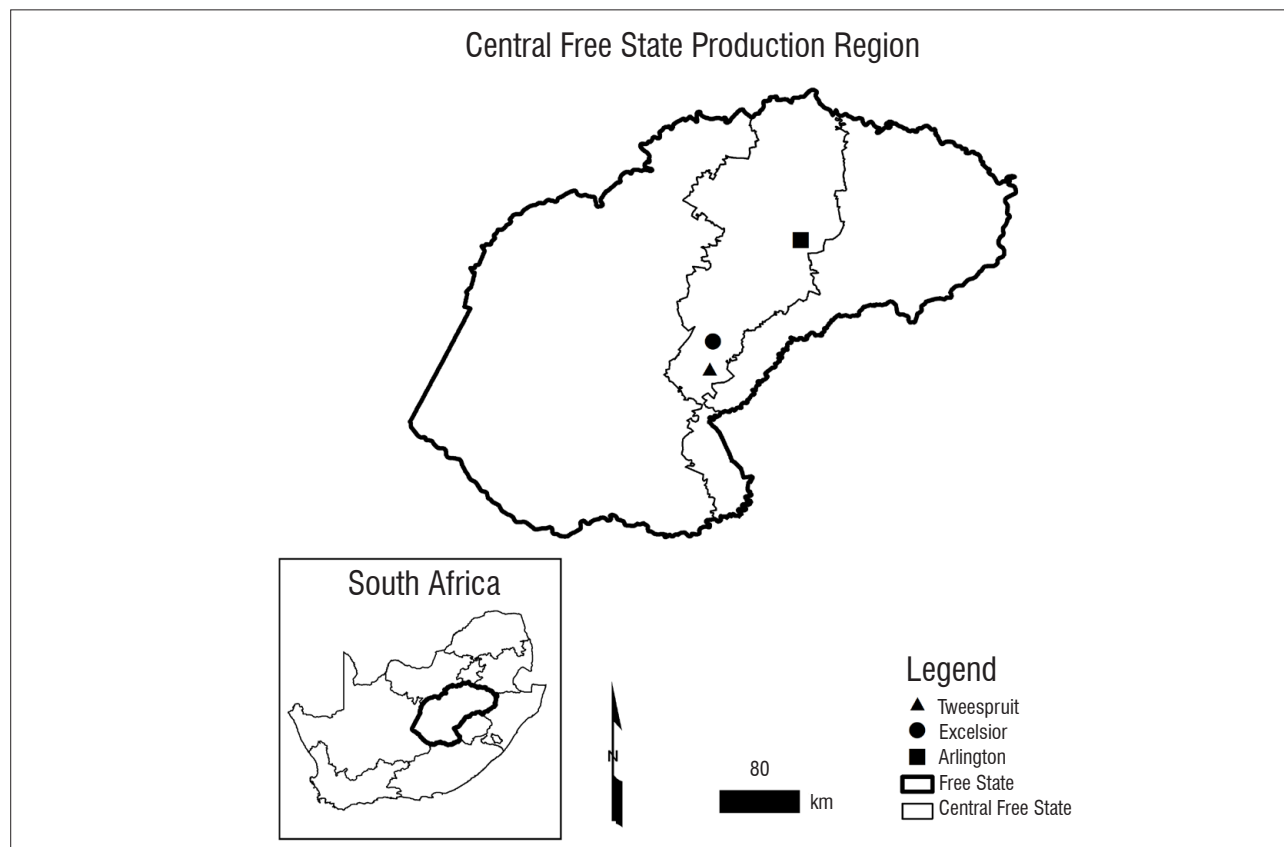 Central Free State Production Region
South Africa
N
80
km
Legend
Tweespruit
Excelsior
Arlington
Free State
Central Free State